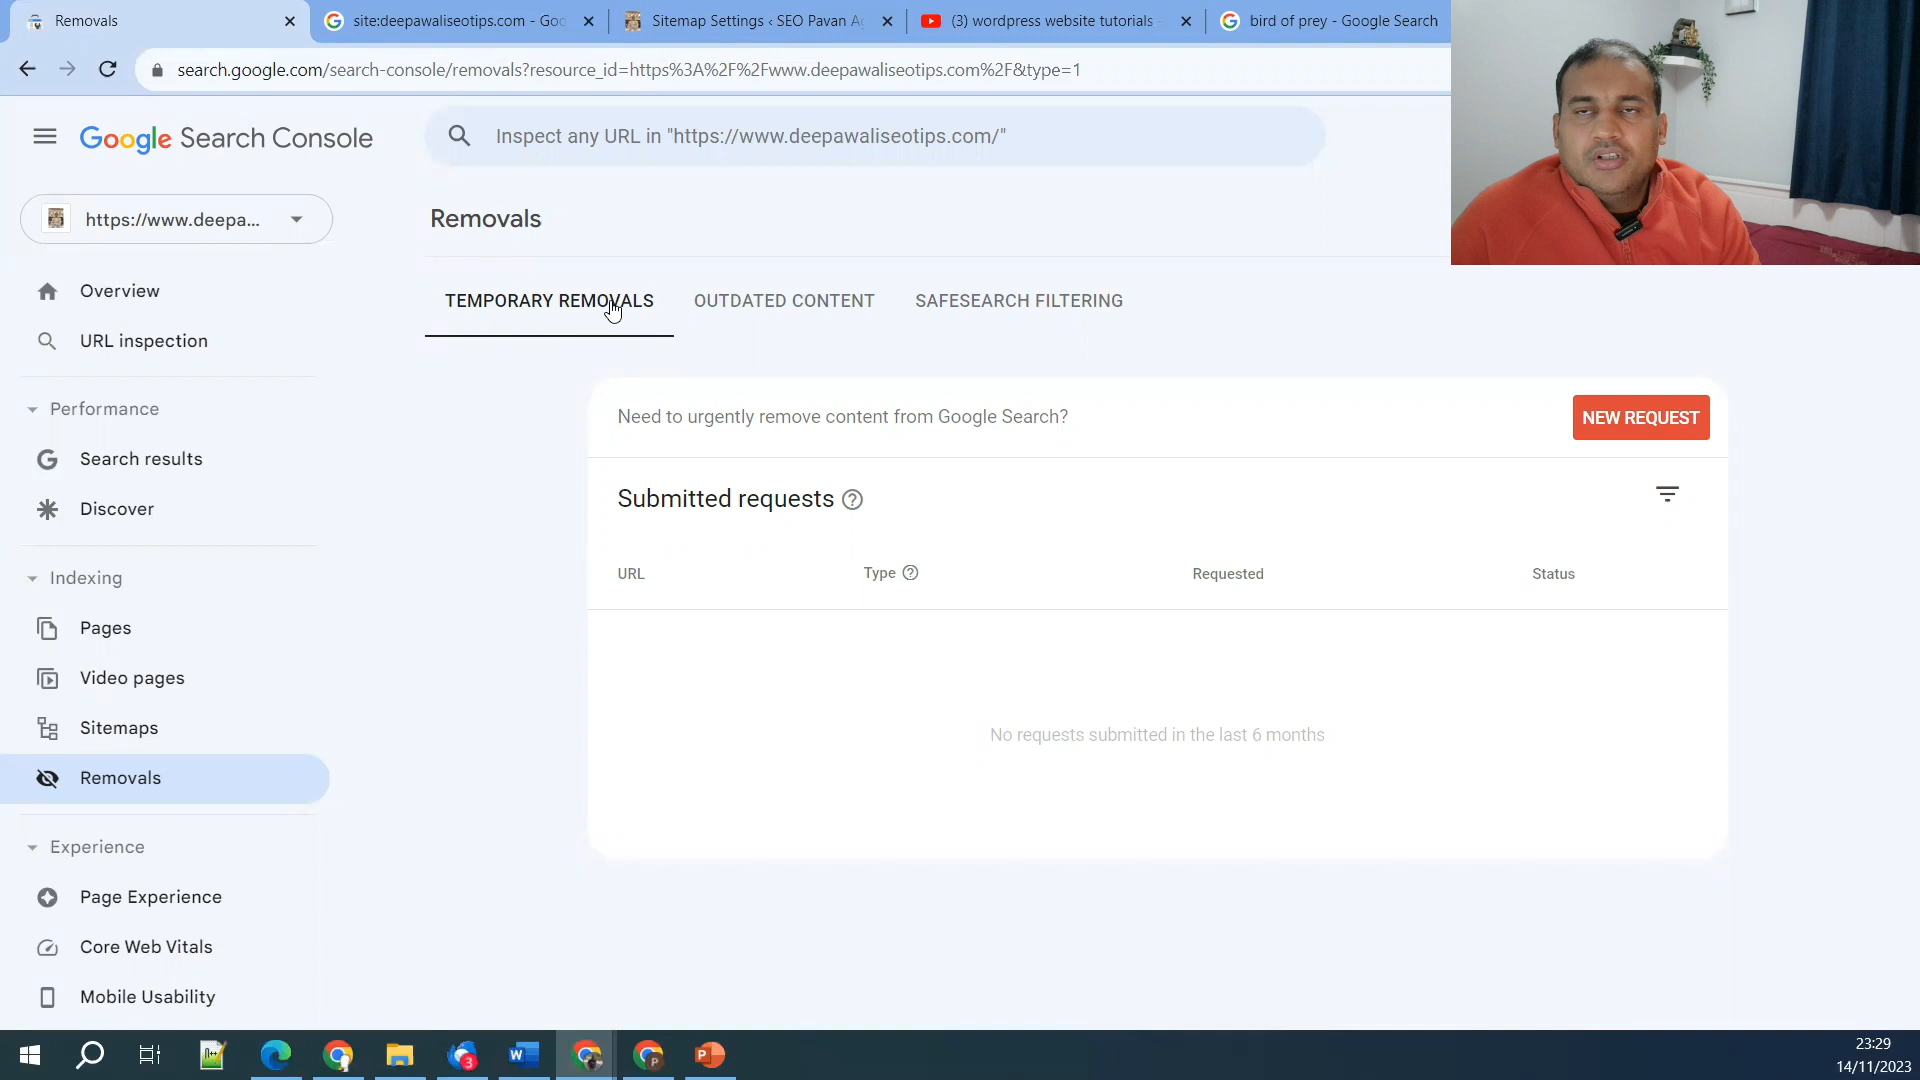 Removals
site:deepawaliseotips.com - Goo
Sitemap Settings ‹ SEO Pavan Ag
(3) wordpress website tutorials -
bird of prey - Google Search
search.google.com/search-console/removals?resource_id=https%3A%2F%2Fwww.deepawaliseotips.com%2F&type=1
Google Search Console
Inspect any URL in "https://www.deepawaliseotips.com/"
https://www.deepa...
Overview
URL inspection
Performance
Search results
Discover
Indexing
Pages
Video pages
Sitemaps
Removals
Experience
Page Experience
Core Web Vitals
Mobile Usability
Removals
TEMPORARY REMOVALS
OUTDATED CONTENT
SAFESEARCH FILTERING
Need to urgently remove content from Google Search?
NEW REQUEST
Submitted requests
URL
Type
Requested
Status
No requests submitted in the last 6 months
3
P
23:29
14/11/2023